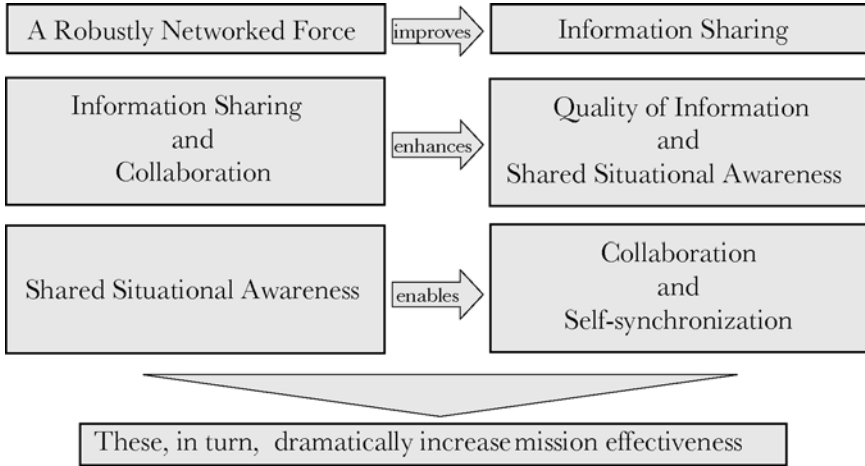 A Robustly Networked Force
improves
Information Sharing
Information Sharing
and
Collaboration
enhances
Quality of Information
and
Shared Situational Awareness
Shared Situational Awareness
enables
Collaboration
and
Self-synchronization
These, in turn, dramatically increase mission effectiveness